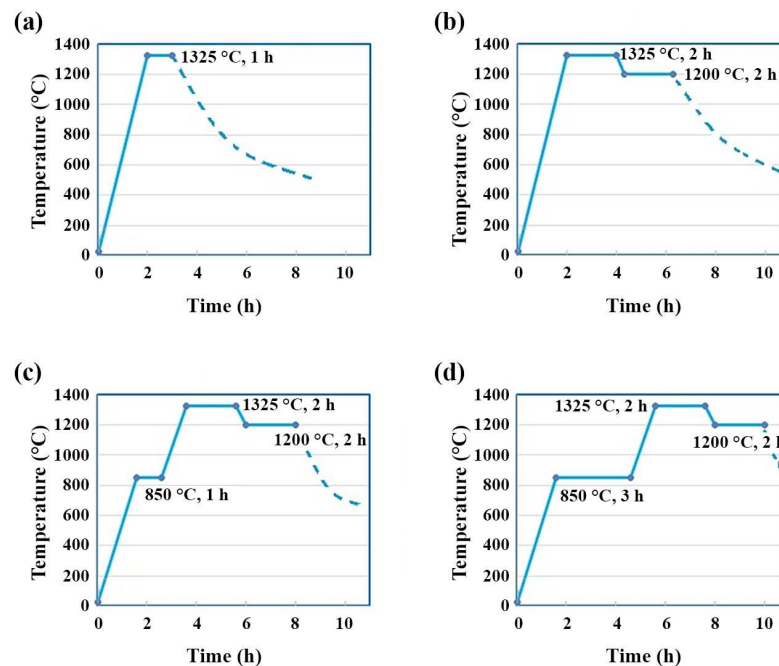 (a)
1400
1200
1000
800
600
400
200
0
Temperature (°C)
1325 °C, 1 h
0 2 4 6 8 10
Time (h)
(b)
1400
1200
1000
800
600
400
200
0
Temperature (°C)
1325 °C, 2 h
1200 °C, 2 h
0 2 4 6 8 10
Time (h)
(c)
1400
1200
1000
800
600
400
200
0
Temperature (°C)
1325 °C, 2 h
1200 °C, 2 h
850 °C, 1 h
0 2 4 6 8 10
Time (h)
(d)
1400
1200
1000
800
600
400
200
0
Temperature (°C)
1325 °C, 2 h
1200 °C, 2 h
850 °C, 3 h
0 2 4 6 8 10
Time (h)